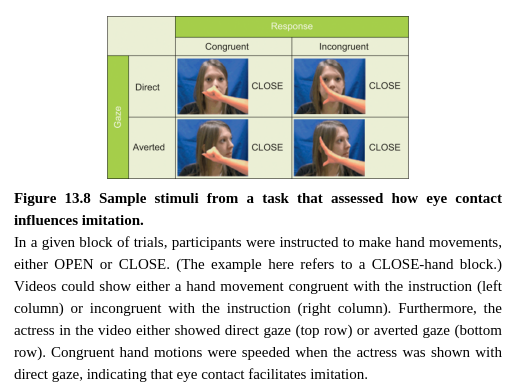 Response
Congruent
Incongruent
Gaze
Direct
CLOSE
CLOSE
Averted
CLOSE
CLOSE
Figure 13.8 Sample stimuli from a task that assessed how eye contact
influences imitation.
In a given block of trials, participants were instructed to make hand movements,
either OPEN or CLOSE. (The example here refers to a CLOSE-hand block.)
Videos could show either a hand movement congruent with the instruction (left
column) or incongruent with the instruction (right column). Furthermore, the
actress in the video either showed direct gaze (top row) or averted gaze (bottom
row). Congruent hand motions were speeded when the actress was shown with
direct gaze, indicating that eye contact facilitates imitation.